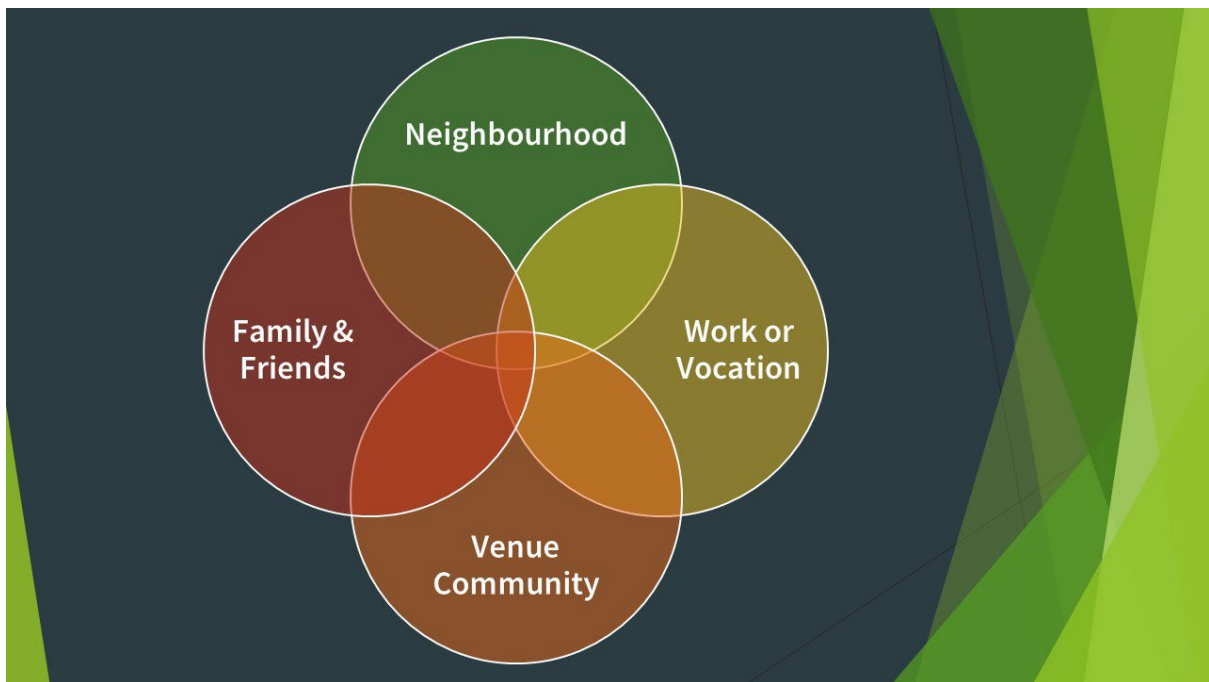 Neighbourhood
Family &
Friends
Work or
Vocation
Venue
Community